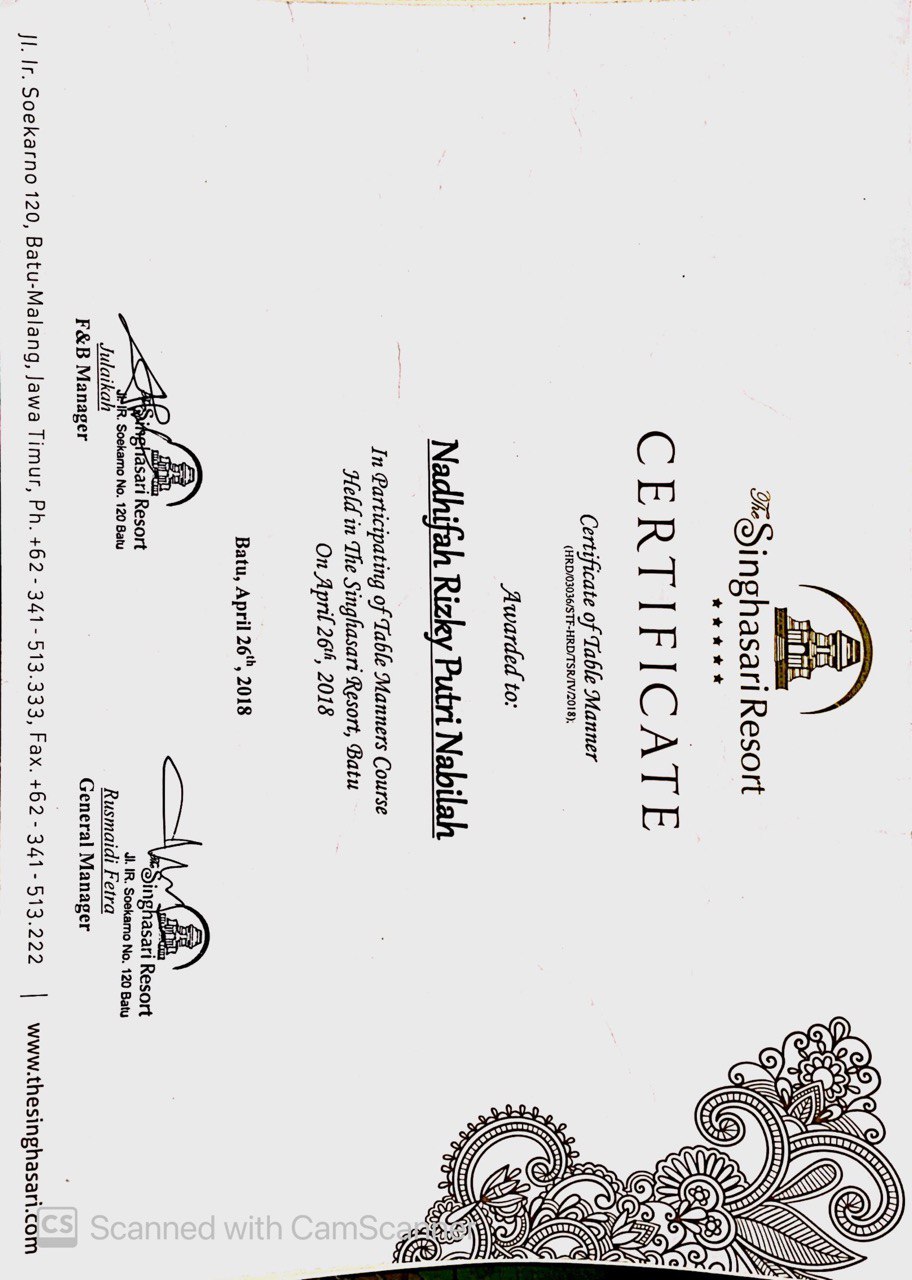 The Singhasari Resort
CERTIFICATE
Certificate of Table Manner
(HRD/03036/STF-HRD/TSR/IV/2018);
Awarded to:
Nadhifah Rizky Putri Nabilah
In Participating of Table Manners Course
Held in The Singhasari Resort, Batu
On April 26th, 2018
Batu, April 26th, 2018
The Singhasari Resort
Jl. IR. Soekarno No. 120 Batu
Julaikah
F&B Manager
The Singhasari Resort
Jl. IR. Soekarno No. 120 Batu
Rusmaidi Fetra
General Manager
Jl. Ir. Soekarno 120, Batu-Malang, Jawa Timur, Ph. +62 - 341 - 513.333, Fax. +62 - 341 - 513.222 | www.thesinghasari.com
CS Scanned with CamScanner